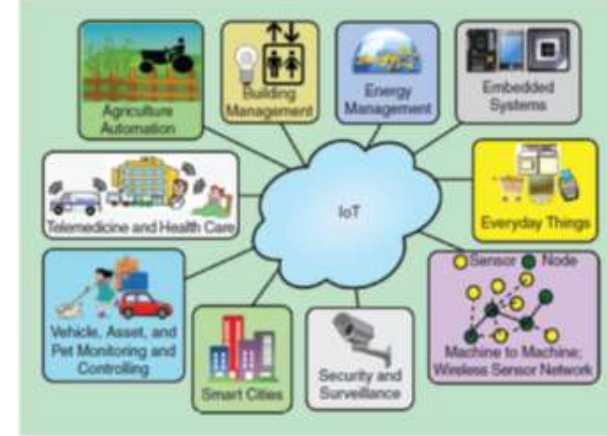 Agriculture
Automation
Building
Management
Energy
Management
Embedded
Systems
IoT
Telemedicine and Health Care
Everyday Things
Sensor Node
Vehicle, Asset, and
Pet Monitoring and
Controlling
Smart Cities
Security and
Surveillance
Machine to Machine;
Wireless Sensor Network